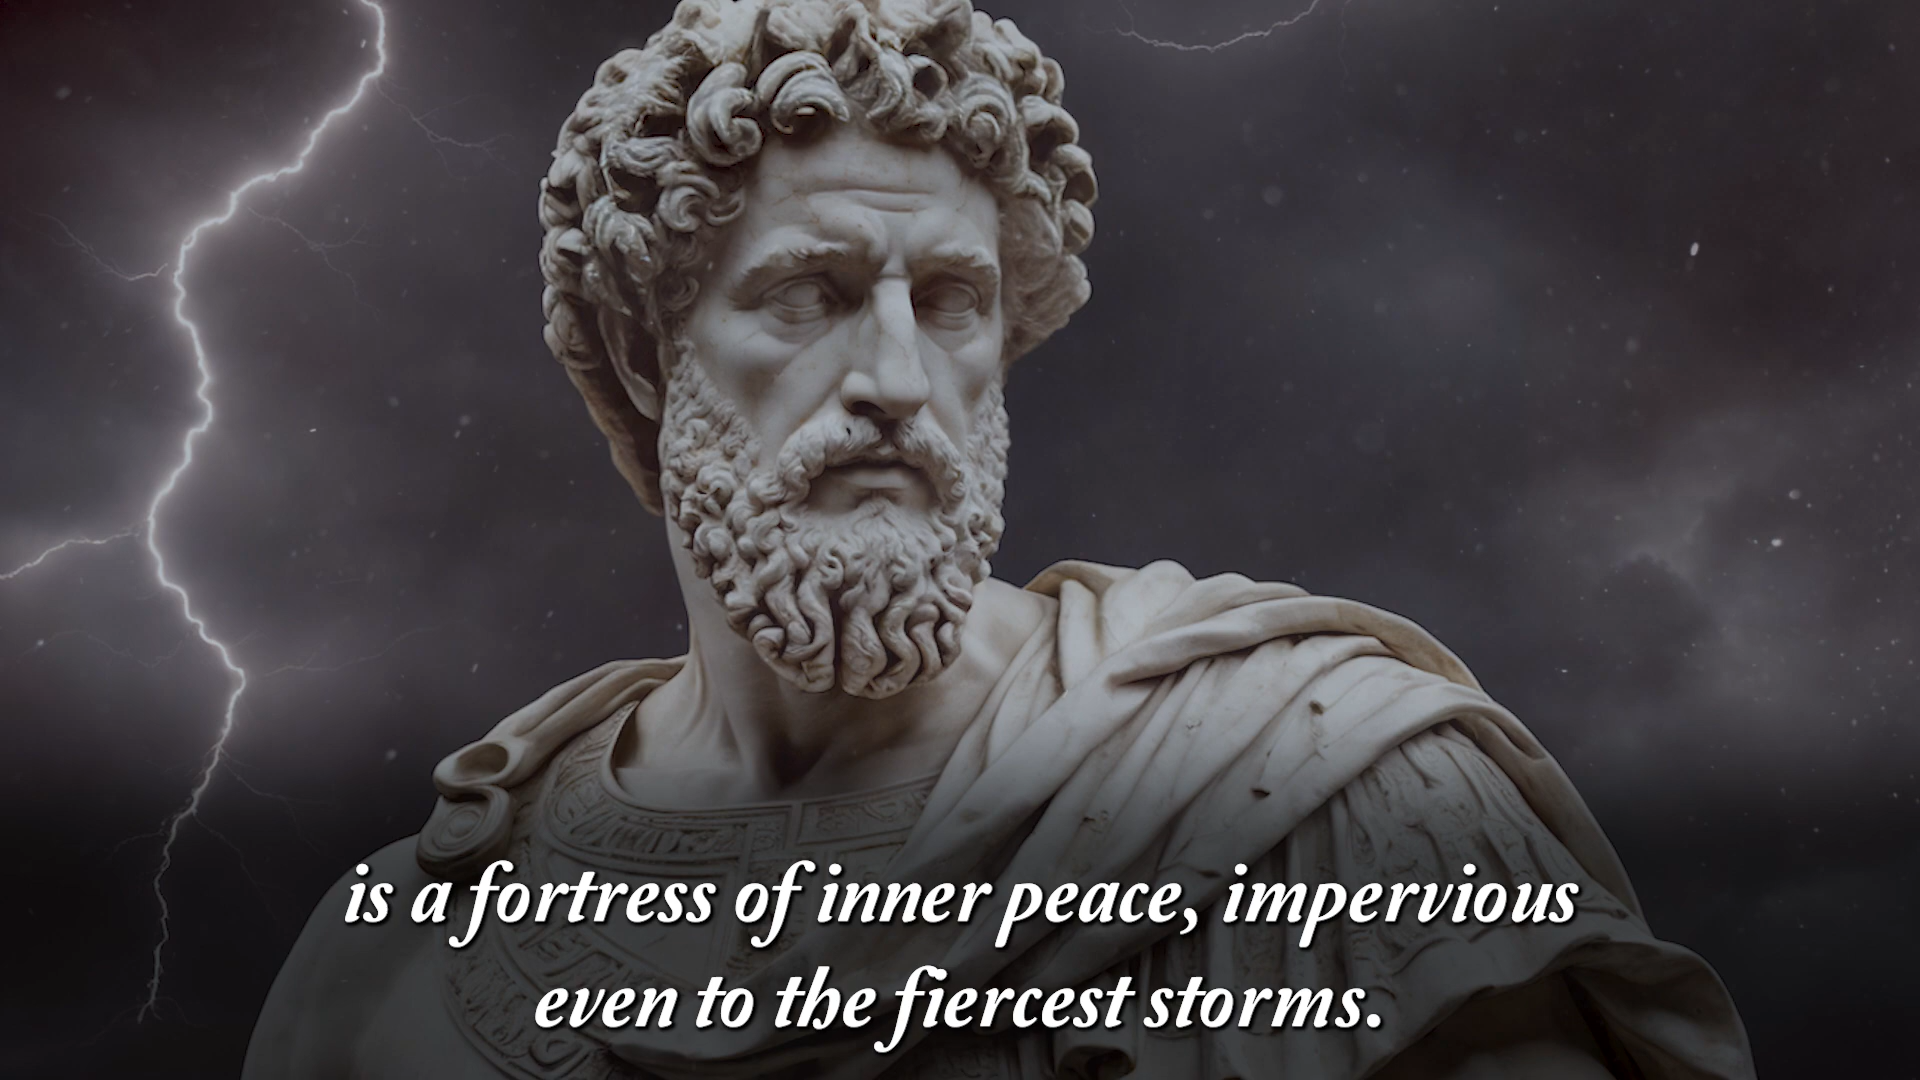 is a fortress of inner peace, impervious
even to the fiercest storms.